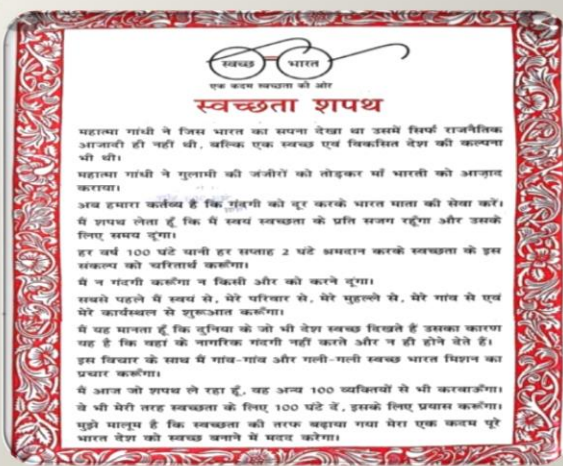 स्वच्छ भारत
एक कदम स्वच्छता की ओर
स्वच्छता शपथ
महात्मा गांधी ने जिस भारत का सपना देखा था उसमें सिर्फ राजनैतिक
आजादी ही नहीं थी, बल्कि एक स्वच्छ एवं विकसित देश की कल्पना
भी थी।
महात्मा गांधी ने गुलामी की जंजीरों को तोड़कर माँ भारती को आज़ाद
कराया।
अब हमारा कर्तव्य है कि गंदगी को दूर करके भारत माता की सेवा करें।
मैं शपथ लेता हूँ कि मैं स्वयं स्वच्छता के प्रति सजग रहूँगा और उसके
लिए समय दूंगा।
हर वर्ष 100 घंटे यानी हर सप्ताह 2 घंटे श्रमदान करके स्वच्छता के इस
संकल्प को चरितार्थ करूँगा।
मैं न गंदगी करूँगा न किसी और को करने दूंगा।
सबसे पहले मैं स्वयं से, मेरे परिवार से, मेरे मुहल्ले से, मेरे गांव से एवं
मेरे कार्यस्थल से शुरूआत करूँगा।
मैं यह मानता हूँ कि दुनिया के जो भी देश स्वच्छ दिखते हैं उसका कारण
यह है कि वहां के नागरिक गंदगी नहीं करते और न ही होने देते हैं।
इस विचार के साथ मैं गांव-गांव और गली-गली स्वच्छ भारत मिशन का
प्रचार करूँगा।
मैं आज जो शपथ ले रहा हूँ, वह अन्य 100 व्यक्तियों से भी करवाऊँगा।
वे भी मेरी तरह स्वच्छता के लिए 100 घंटे दें, इसके लिए प्रयास करूँगा।
मुझे मालूम है कि स्वच्छता की तरफ बढ़ाया गया मेरा एक कदम पूरे
भारत देश को स्वच्छ बनाने में मदद करेगा।